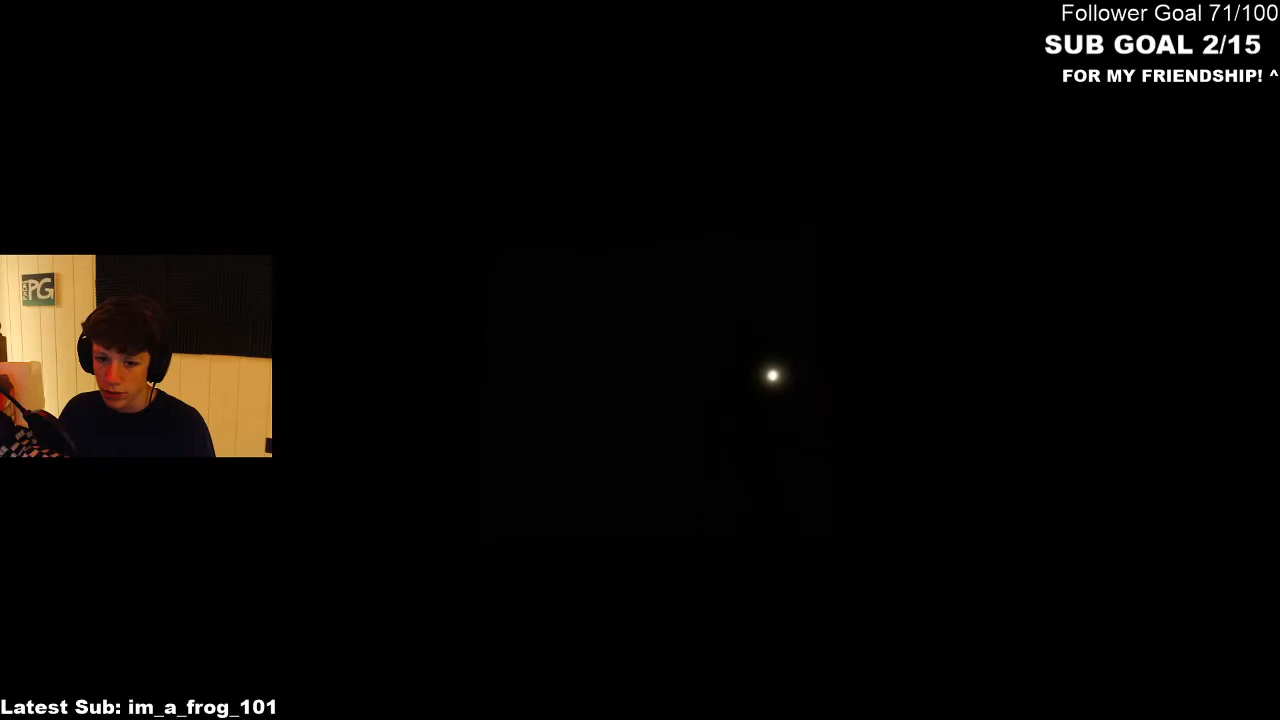 Follower Goal 71/100
SUB GOAL 2/15
FOR MY FRIENDSHIP! ^
PG
Latest Sub: im_a_frog_101